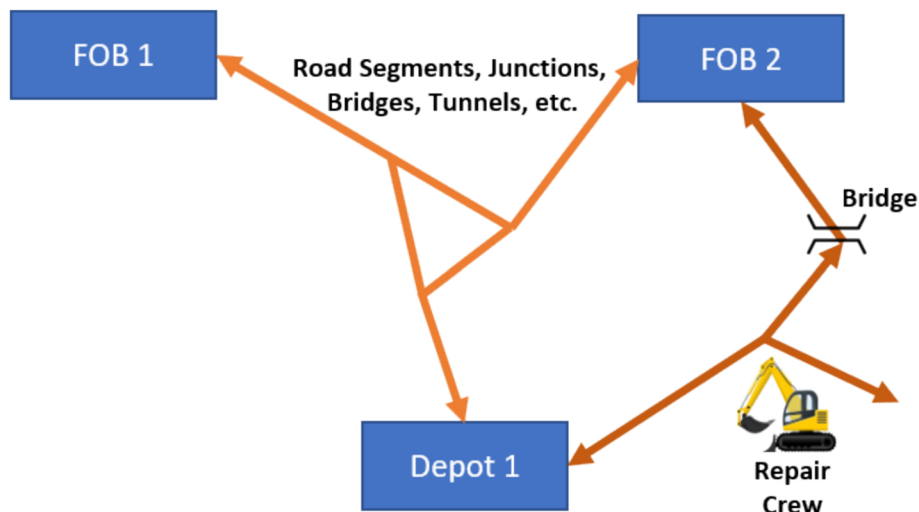 FOB 1
Road Segments, Junctions,
Bridges, Tunnels, etc.
FOB 2
Bridge
Depot 1
Repair
Crew